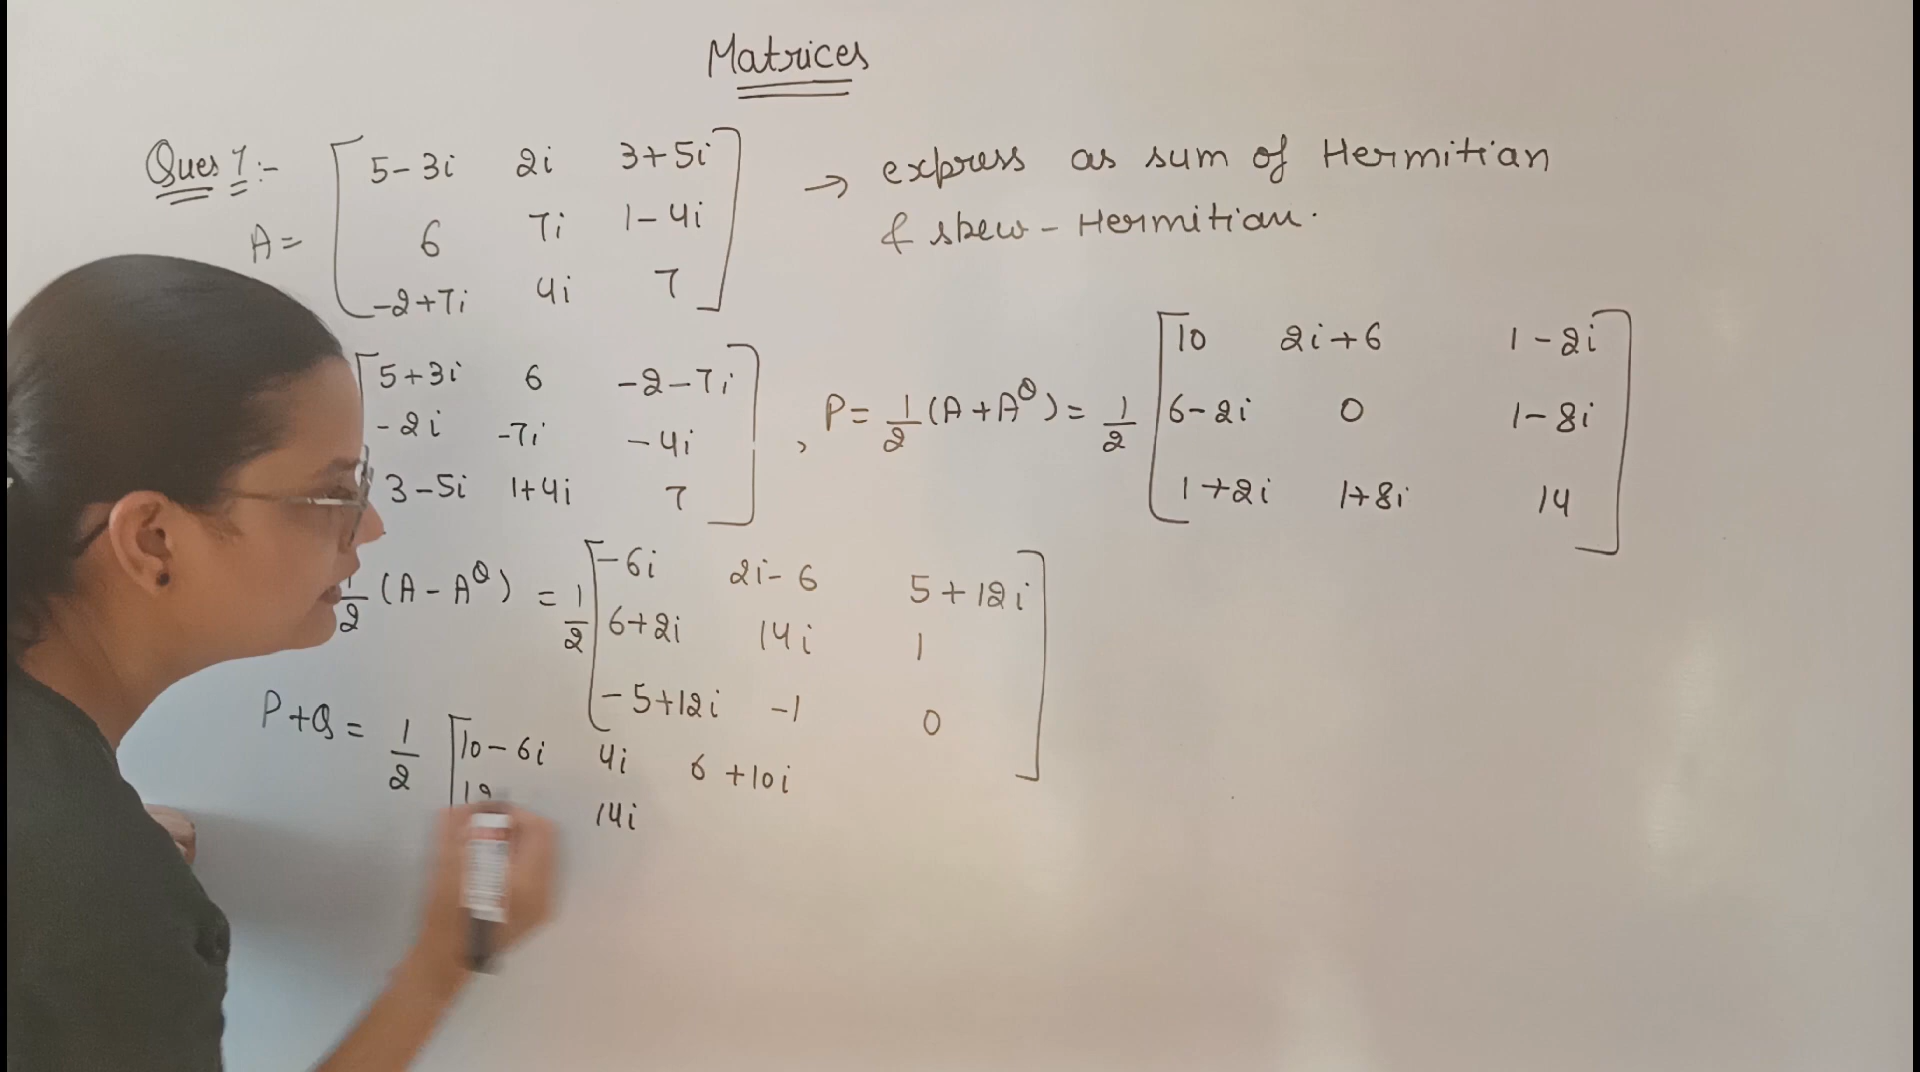 Matrices
Ques 1:-
A = [ 5-3i 2i 3+5i
6 7i 1-4i
-2+7i 4i 7 ]
→ express as sum of Hermitian
& skew-Hermitian.
[ 5+3i 6 -2-7i
-2i -7i -4i
3-5i 1+4i 7 ]
, P = 1/2 (A + A^θ) = 1/2 [ 10 2i+6 1-2i
6-2i 0 1-8i
1+2i 1+8i 14 ]
1/2 (A - A^θ) = 1/2 [ -6i 2i-6 5+12i
6+2i 14i 1
-5+12i -1 0 ]
P+Q = 1/2 [ 10-6i 4i 6+10i
12 14i